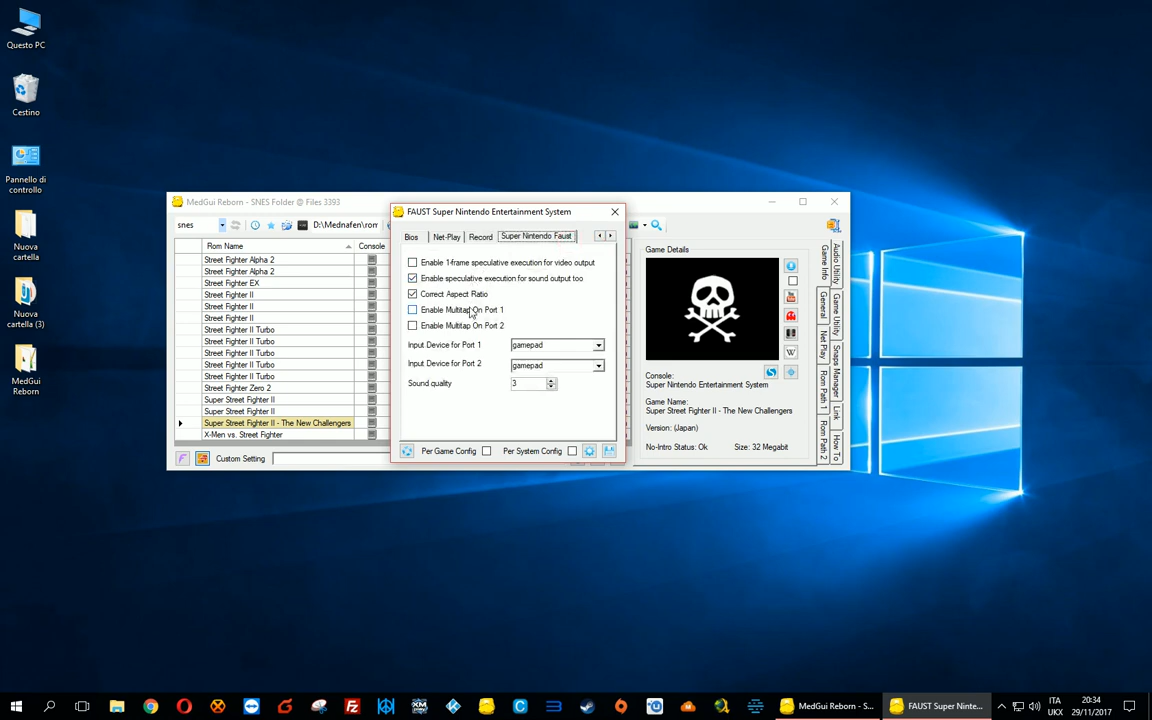 Questo PC
Cestino
Pannello di
controllo
Nuova
cartella
Nuova
cartella (3)
MedGui
Reborn
MedGui Reborn - SNES Folder @ Files 3393
snes
D:\Mednafen\rom
Rom Name
Console
Street Fighter Alpha 2
Street Fighter Alpha 2
Street Fighter EX
Street Fighter II
Street Fighter II
Street Fighter II
Street Fighter II Turbo
Street Fighter II Turbo
Street Fighter II Turbo
Street Fighter II Turbo
Street Fighter II Turbo
Street Fighter Zero 2
Super Street Fighter II
Super Street Fighter II
Super Street Fighter II - The New Challengers
X-Men vs. Street Fighter
Custom Setting
FAUST Super Nintendo Entertainment System
Bios
Net-Play
Record
Super Nintendo Faust
Enable 1-frame speculative execution for video output
Enable speculative execution for sound output too
Correct Aspect Ratio
Enable Multitap On Port 1
Enable Multitap On Port 2
Input Device for Port 1
gamepad
Input Device for Port 2
gamepad
Sound quality
3
Per Game Config
Per System Config
Game Details
Console:
Super Nintendo Entertainment System
Game Name:
Super Street Fighter II - The New Challengers
Version: (Japan)
No-Intro Status: Ok
Size: 32 Megabit
Game Info
General
Net Play
Rom Path 1
Rom Path 2
Audio Utility
Game Utility
Snaps Manager
Link
How To
MedGui Reborn - S...
FAUST Super Ninte...
ITA
UKX
20:34
29/11/2017